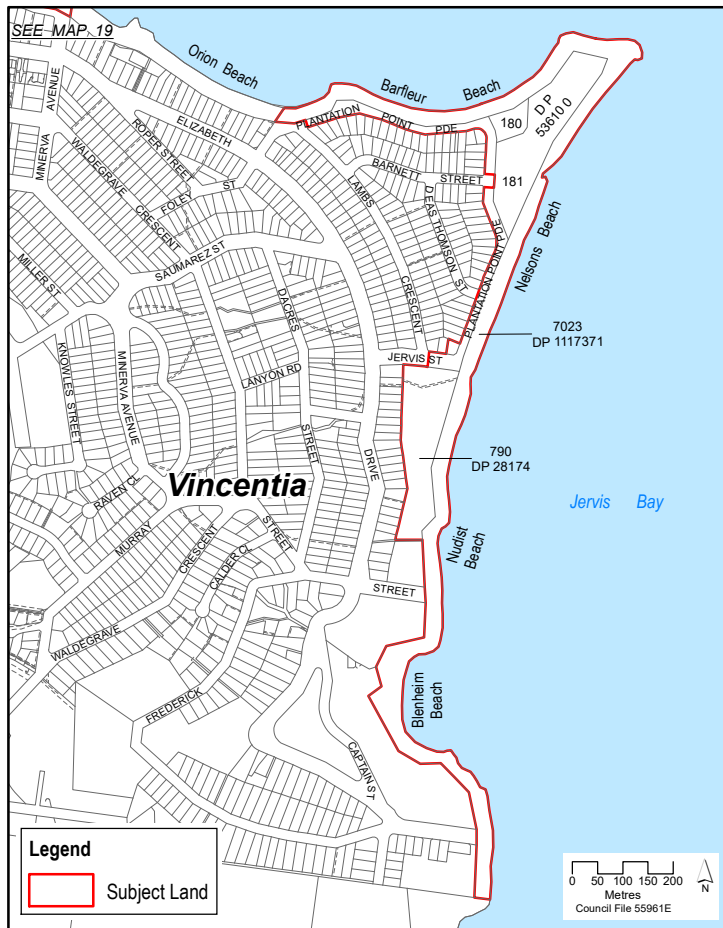 SEE MAP 19
Orion Beach
Barfleur
Beach
MINERVA
AVENUE
ELIZABETH
PLANTATION
POINT
PDE
180
DP
53810 0
ROPER STREET
WALDEGRAVE
CRESCENT
FOLEY
ST
BARNETT
STREET
181
LAMBS
CRESCENT
DEAS THOMSON ST
PLANTATION POINT
PDE
Nelsons Beach
SAUMAREZ ST
MILLER ST
DACRES
STREET
7023
DP 1117371
KNOWLES STREET
MINERVA AVENUE
JERVIS ST
LANYON RD
DRIVE
790
DP 28174
Vincentia
Jervis Bay
RAVEN CL
MURRAY
CRESCENT
STREET
CALDER CL
Nudist
Beach
STREET
WALDEGRAVE
FREDERICK
Blenheim
Beach
CAPTAIN ST
Legend
Subject Land
0 50 100 150 200
Metres
Council File 55961E
N